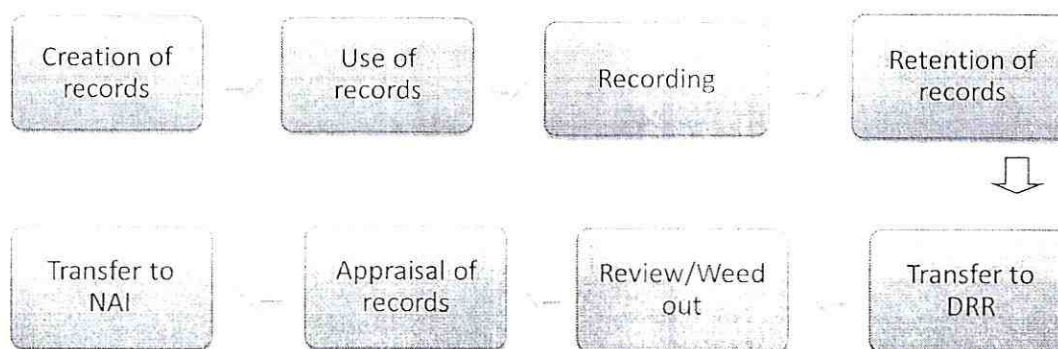 Creation of
records
Use of
records
Recording
Retention of
records
Transfer to
NAI
Appraisal of
records
Review/Weed
out
Transfer to
DRR